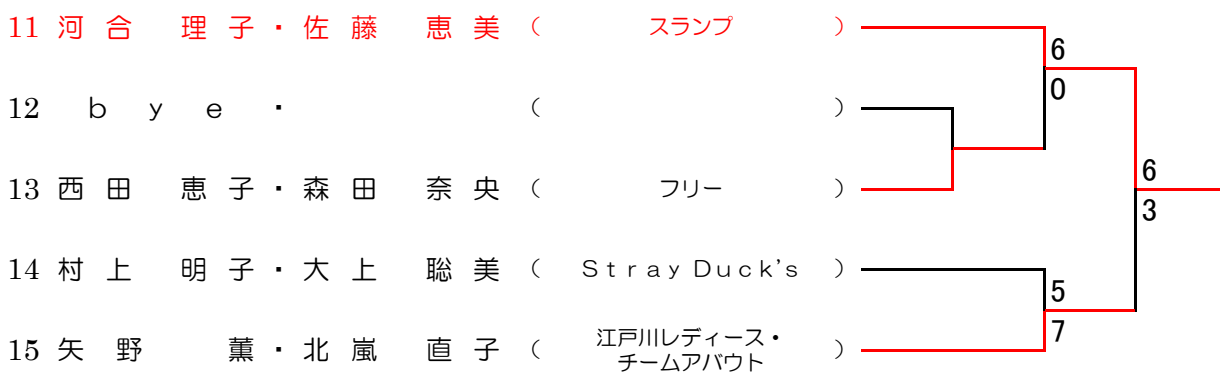 11 河合 理子・佐藤 恵美 ( スランプ )
6
0
12 bye・ ( )
13 西田 恵子・森田 奈央 ( フリー )
6
3
14 村上 明子・大上 聡美 ( Stray Duck's )
5
7
15 矢野 薫・北嵐 直子 ( 江戸川レディース・
チームアバウト )